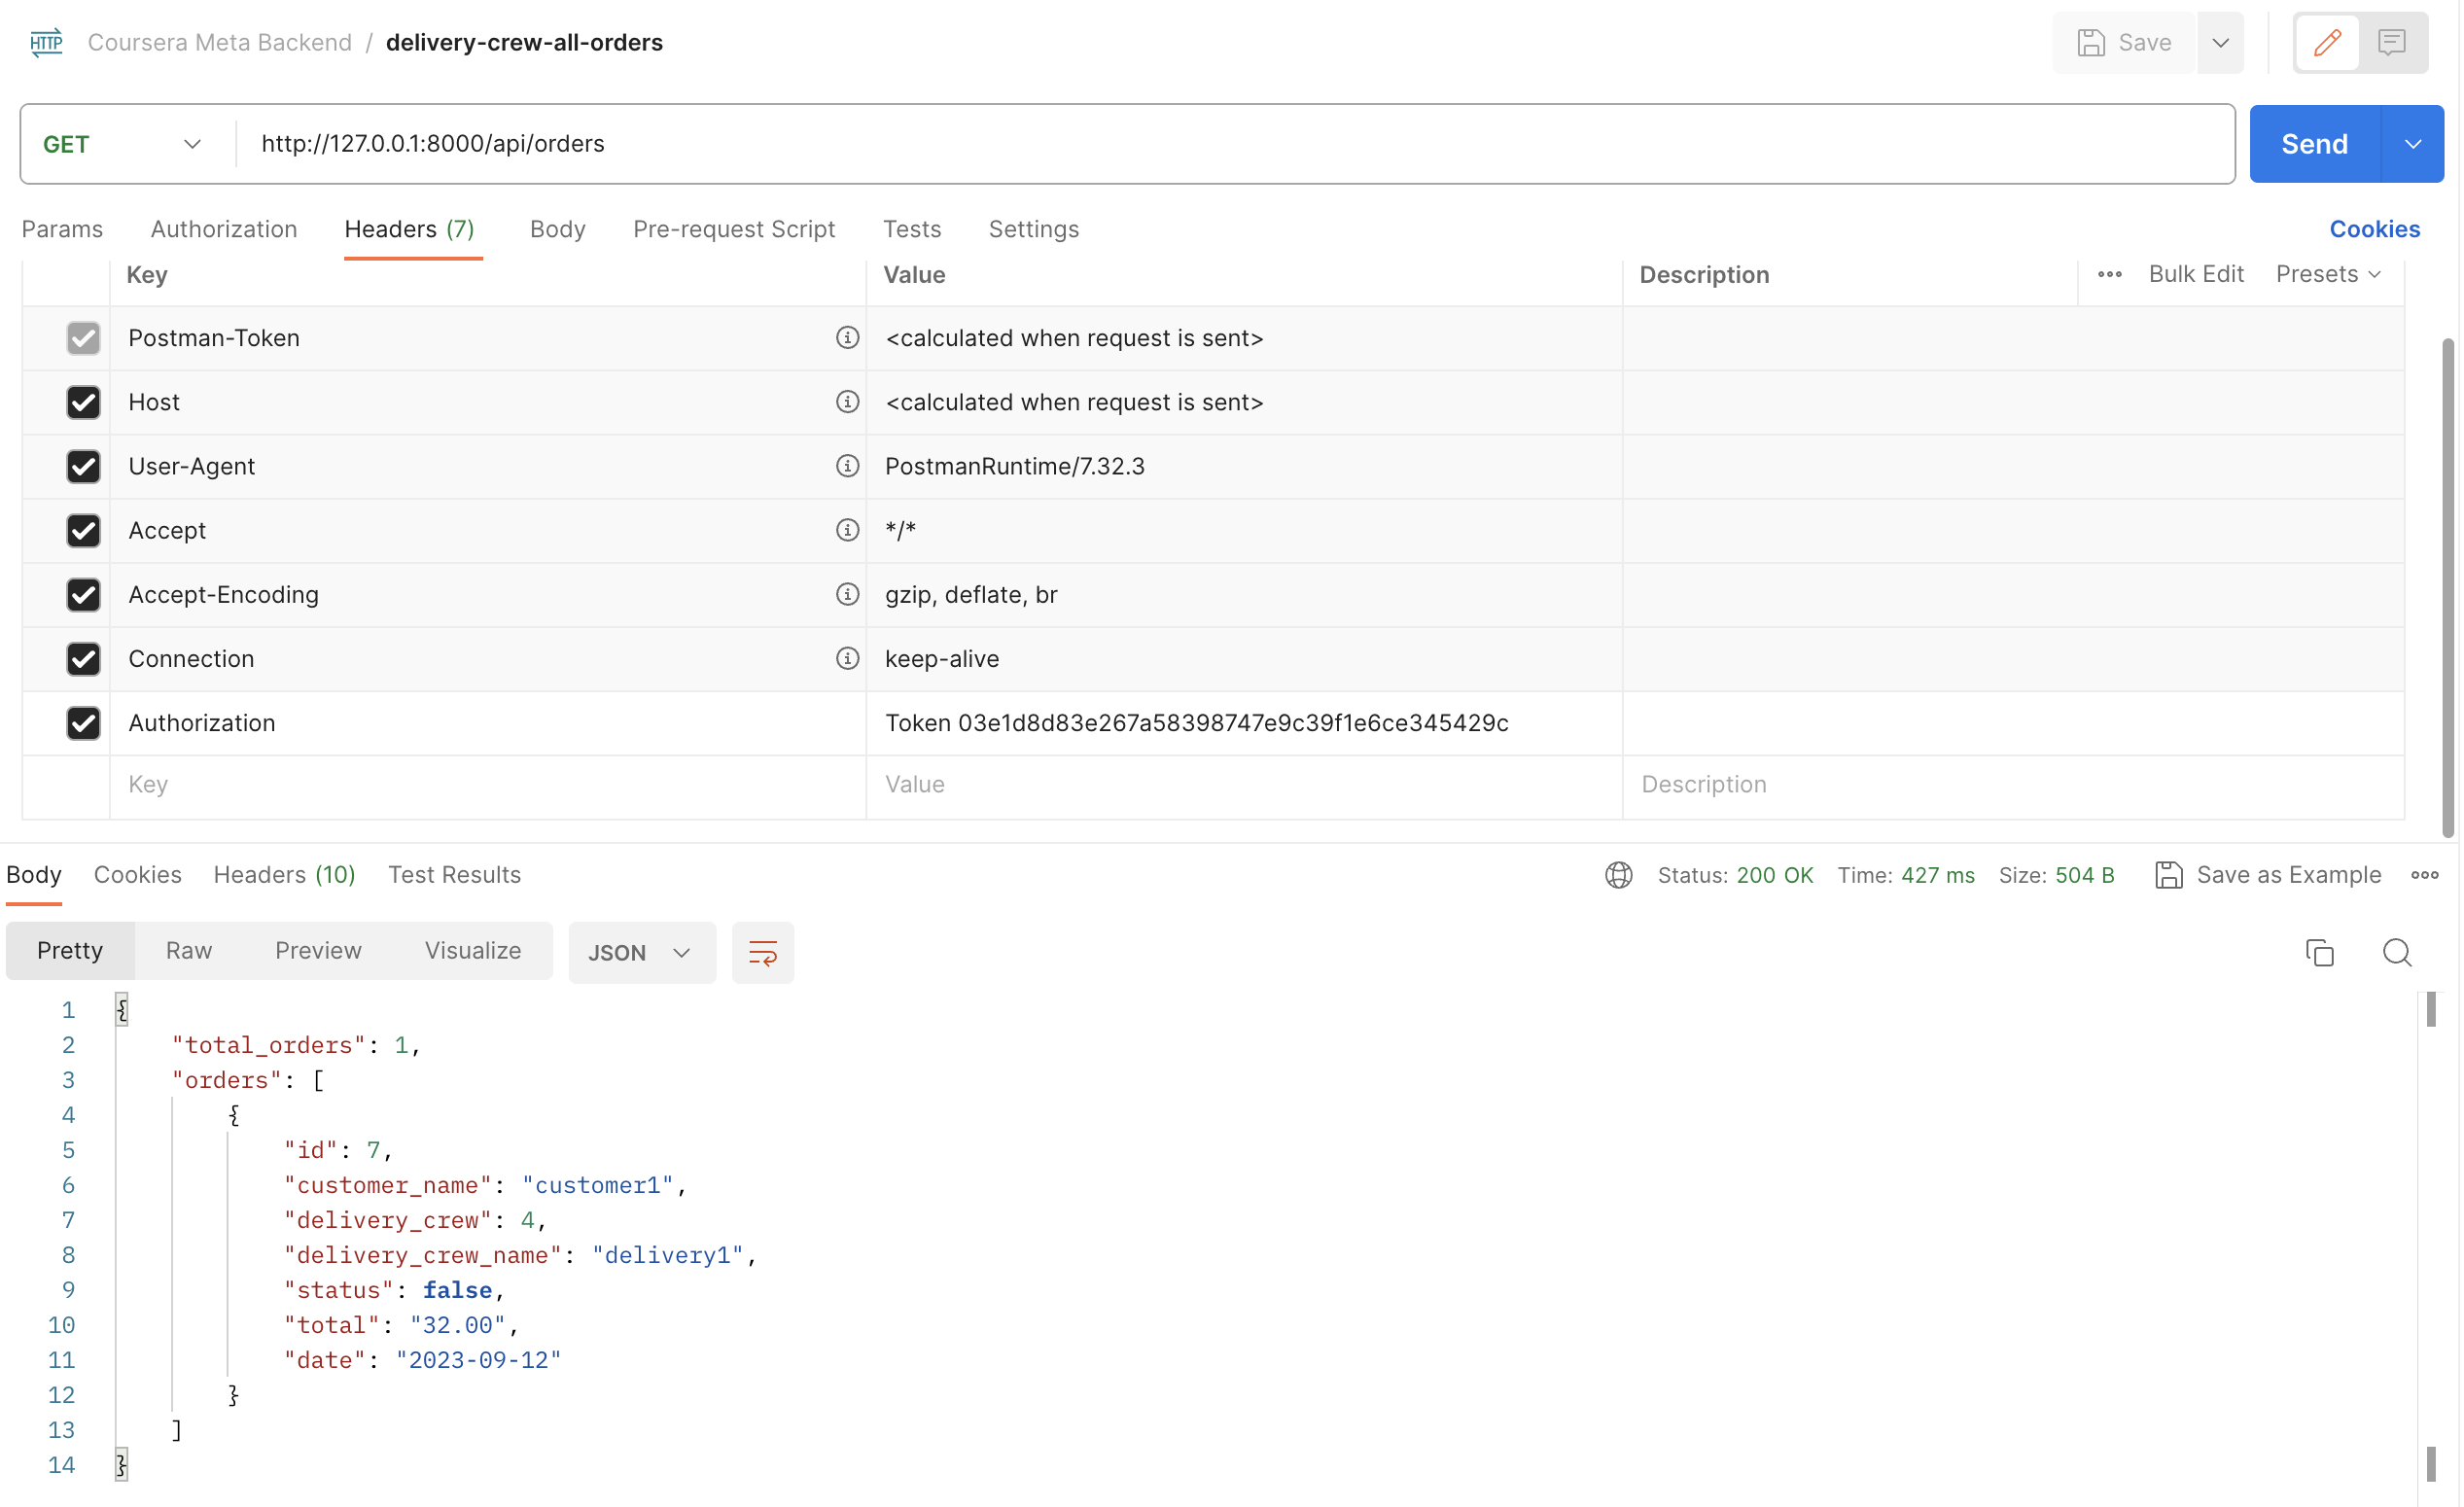 HTTP Coursera Meta Backend / delivery-crew-all-orders Save
GET http://127.0.0.1:8000/api/orders Send
Params Authorization Headers (7) Body Pre-request Script Tests Settings Cookies
Key Value Description Bulk Edit Presets
Postman-Token <calculated when request is sent>
Host <calculated when request is sent>
User-Agent PostmanRuntime/7.32.3
Accept */*
Accept-Encoding gzip, deflate, br
Connection keep-alive
Authorization Token 03e1d8d83e267a58398747e9c39f1e6ce345429c
Key Value Description
Body Cookies Headers (10) Test Results Status: 200 OK Time: 427 ms Size: 504 B Save as Example
Pretty Raw Preview Visualize JSON
1 {
2 "total_orders": 1,
3 "orders": [
4 {
5 "id": 7,
6 "customer_name": "customer1",
7 "delivery_crew": 4,
8 "delivery_crew_name": "delivery1",
9 "status": false,
10 "total": "32.00",
11 "date": "2023-09-12"
12 }
13 ]
14 }